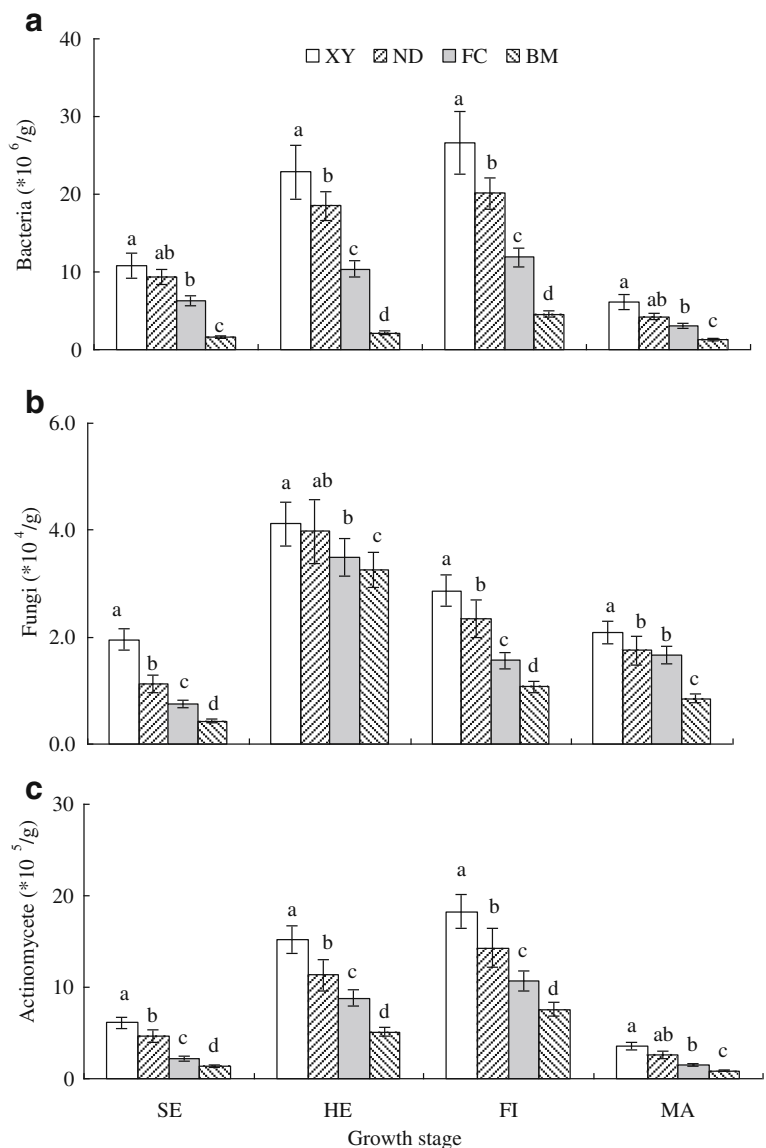 a
40
XY ND FC BM
a
a
30
b
b
Bacteria (*10 6/g)
20
c
a
ab
c
10
b
d
a
ab
b
c
d
c
0
b
6.0
a
ab
b
c
Fungi (*10 4/g)
4.0
a
b
a
a
b
b
2.0
b
c
c
d
c
d
0.0
c
30
a
a
b
Actinomycete (*10 5/g)
20
b
c
c
d
a
10
d
b
a
ab
c
d
b
c
0
SE HE FI MA
Growth stage